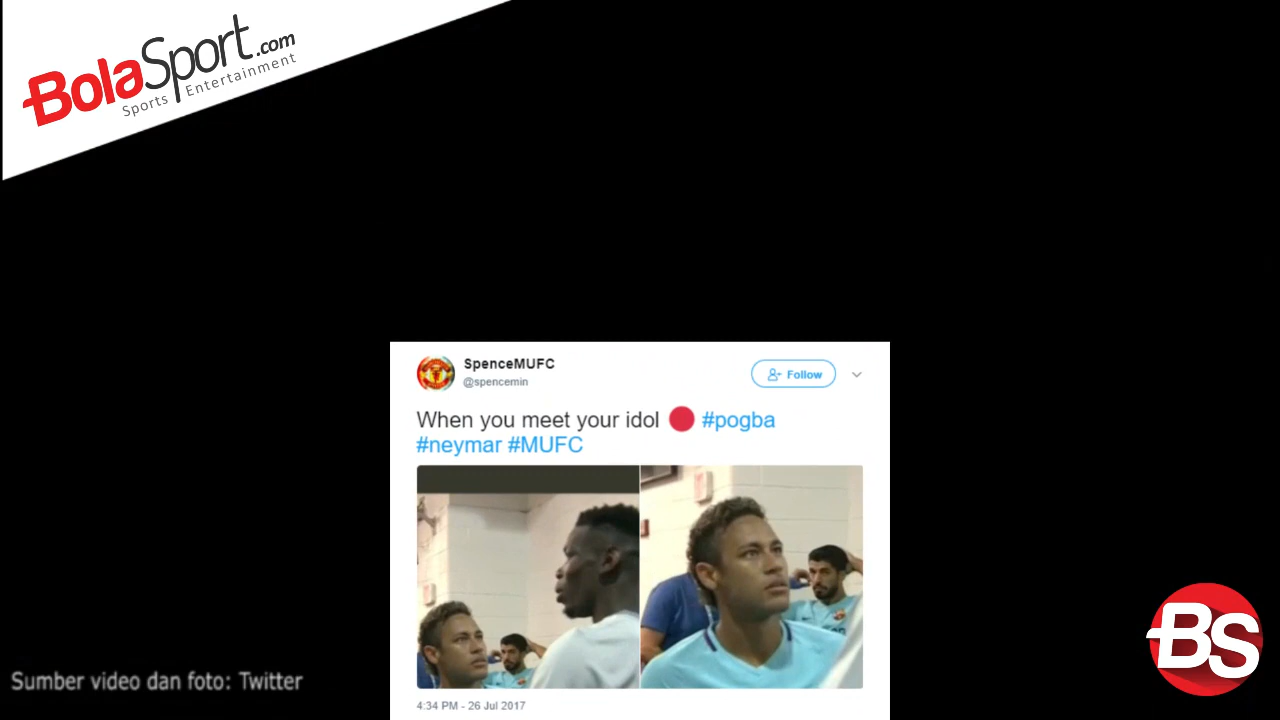 BolaSport.com
Sports Entertainment
SpenceMUFC
@spencemin
Follow
When you meet your idol #pogba
#neymar #MUFC
4:34 PM - 26 Jul 2017
Sumber video dan foto: Twitter
BS